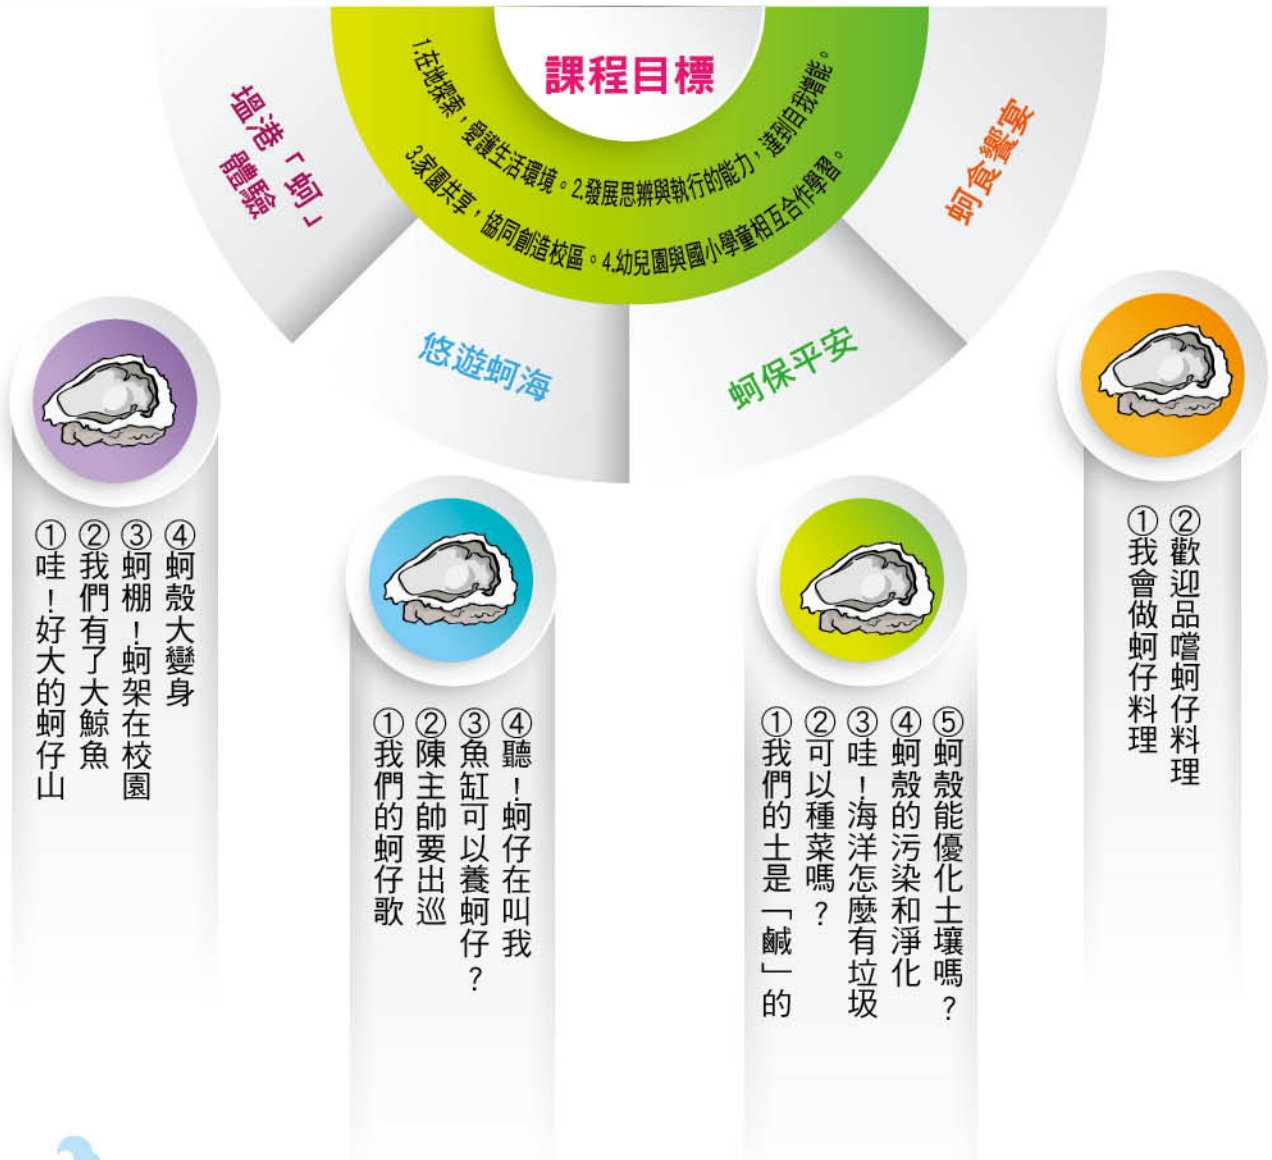 課程目標
1.在地探索，愛護生活環境。2.發展思辨與執行的能力，達到自我增能。
3.家園共享，協同創造校區。4.幼兒園與國小學童相互合作學習。
塭港「蚵」
體驗
悠遊蚵海
蚵保平安
蚵食饗宴
①哇！好大的蚵仔山
②我們有了大鯨魚
③蚵棚！蚵架在校園
④蚵殼大變身
①我們的蚵仔歌
②陳主帥要出巡
③魚缸可以養蚵仔？
④聽！蚵仔在叫我
①我們的土是「鹹」的
②可以種菜嗎？
③哇！海洋怎麼有垃圾
④蚵殼的污染和淨化
⑤蚵殼能優化土壤嗎？
①我會做蚵仔料理
②歡迎品嚐蚵仔料理